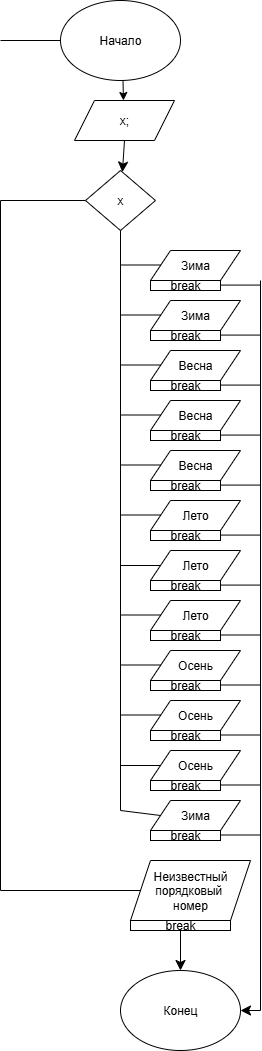 Начало
x;
x
Зима
break
Зима
break
Весна
break
Весна
break
Весна
break
Лето
break
Лето
break
Лето
break
Осень
break
Осень
break
Осень
break
Зима
break
Неизвестный
порядковый
номер
break
Конец